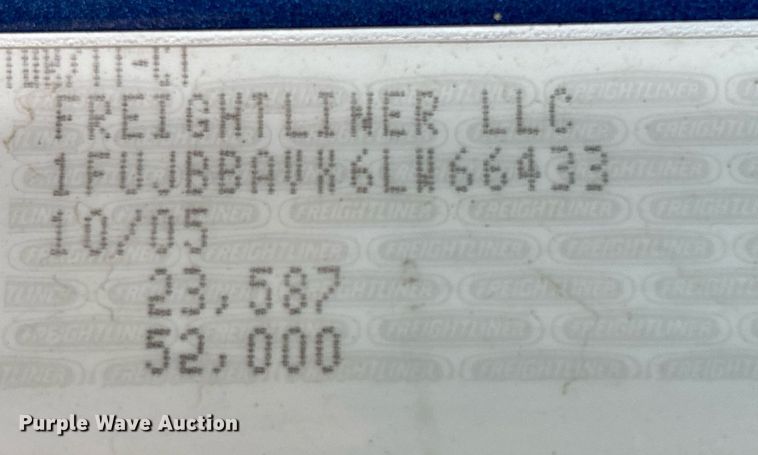 FREIGHTLINER LLC
1FUJBBAVX6LW66433
10/05
23,587
52,000
Purple Wave Auction